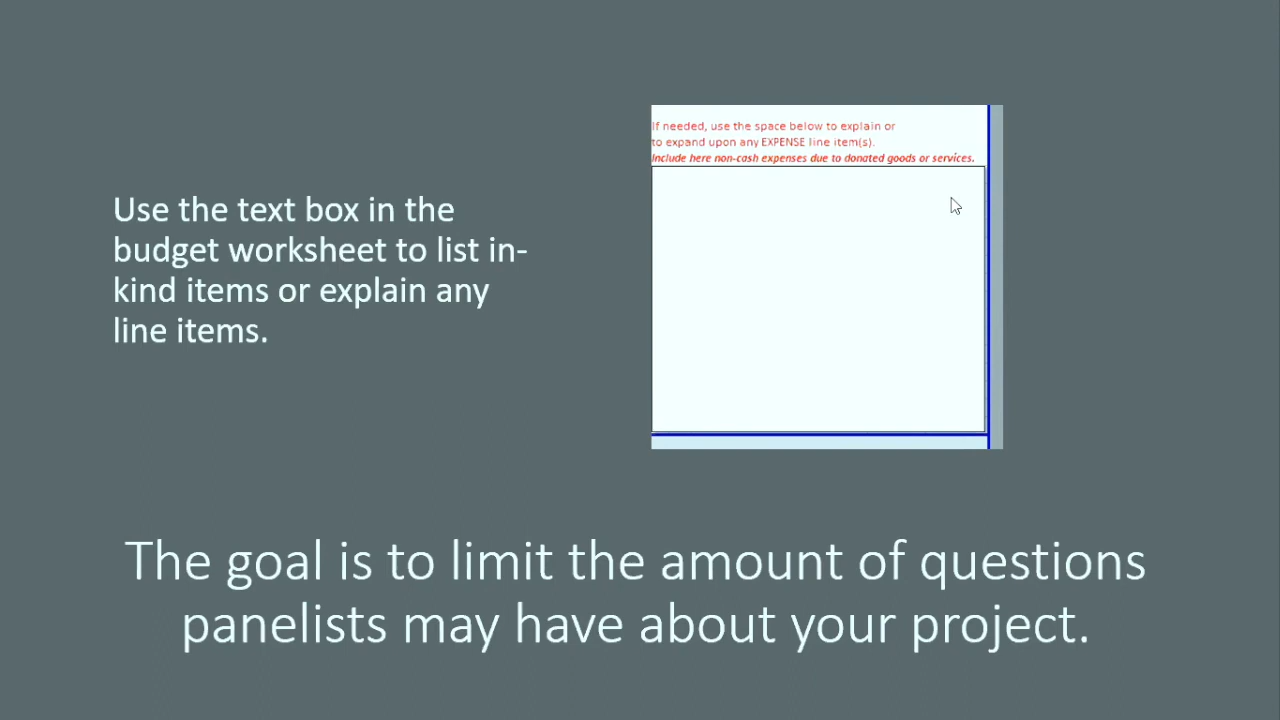 If needed, use the space below to explain or
to expand upon any EXPENSE line item(s).
Include here non-cash expenses due to donated goods or services.
Use the text box in the
budget worksheet to list in-
kind items or explain any
line items.
The goal is to limit the amount of questions
panelists may have about your project.